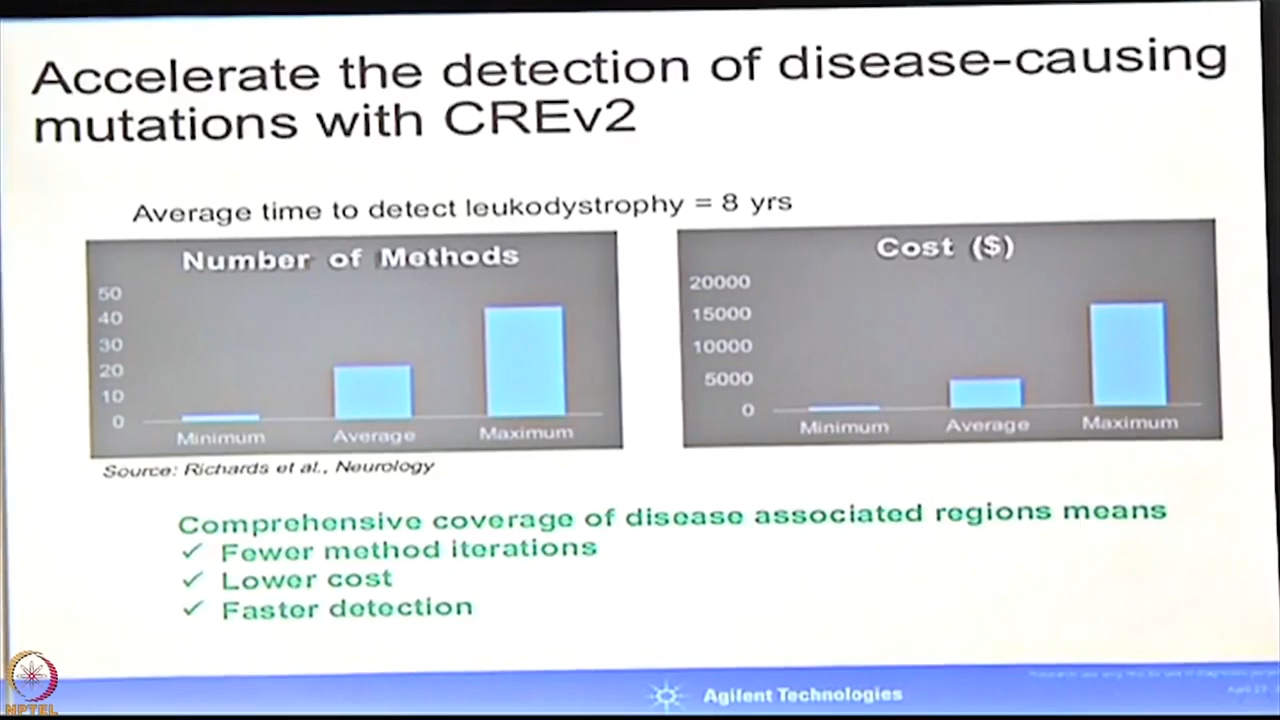 Accelerate the detection of disease-causing
mutations with CREv2
Average time to detect leukodystrophy = 8 yrs
Number of Methods
50
40
30
20
10
0
Minimum
Average
Maximum
Cost ($)
20000
15000
10000
5000
0
Minimum
Average
Maximum
Source: Richards et al., Neurology
Comprehensive coverage of disease associated regions means
✓ Fewer method iterations
✓ Lower cost
✓ Faster detection
Agilent Technologies
NPTEL